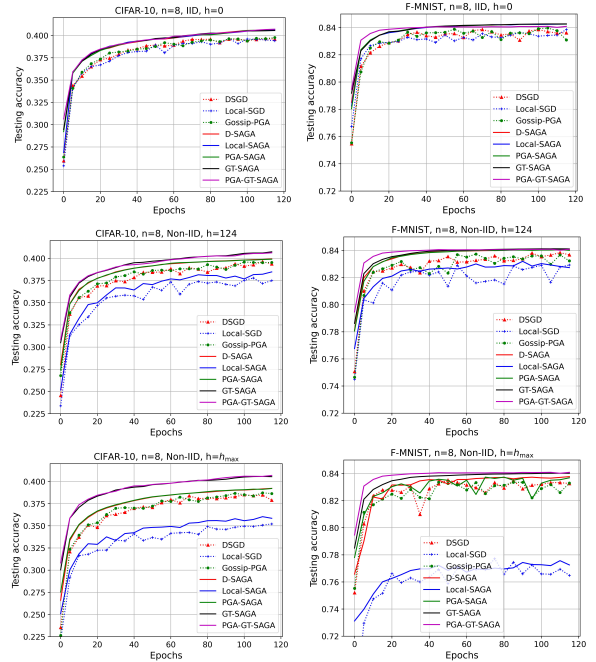 CIFAR-10, n=8, IID, h=0
Testing accuracy
0.400
0.375
0.350
0.325
0.300
0.275
0.250
0.225
0 20 40 60 80 100 120
Epochs
DSGD
Local-SGD
Gossip-PGA
D-SAGA
Local-SAGA
PGA-SAGA
GT-SAGA
PGA-GT-SAGA
F-MNIST, n=8, IID, h=0
Testing accuracy
0.84
0.82
0.80
0.78
0.76
0.74
0.72
0 20 40 60 80 100 120
Epochs
DSGD
Local-SGD
Gossip-PGA
D-SAGA
Local-SAGA
PGA-SAGA
GT-SAGA
PGA-GT-SAGA
CIFAR-10, n=8, Non-IID, h=124
Testing accuracy
0.400
0.375
0.350
0.325
0.300
0.275
0.250
0.225
0 20 40 60 80 100 120
Epochs
DSGD
Local-SGD
Gossip-PGA
D-SAGA
Local-SAGA
PGA-SAGA
GT-SAGA
PGA-GT-SAGA
F-MNIST, n=8, Non-IID, h=124
Testing accuracy
0.84
0.82
0.80
0.78
0.76
0.74
0.72
0 20 40 60 80 100 120
Epochs
DSGD
Local-SGD
Gossip-PGA
D-SAGA
Local-SAGA
PGA-SAGA
GT-SAGA
PGA-GT-SAGA
CIFAR-10, n=8, Non-IID, h=hmax
Testing accuracy
0.400
0.375
0.350
0.325
0.300
0.275
0.250
0.225
0 20 40 60 80 100 120
Epochs
DSGD
Local-SGD
Gossip-PGA
D-SAGA
Local-SAGA
PGA-SAGA
GT-SAGA
PGA-GT-SAGA
F-MNIST, n=8, Non-IID, h=hmax
Testing accuracy
0.84
0.82
0.80
0.78
0.76
0.74
0.72
0 20 40 60 80 100 120
Epochs
DSGD
Local-SGD
Gossip-PGA
D-SAGA
Local-SAGA
PGA-SAGA
GT-SAGA
PGA-GT-SAGA